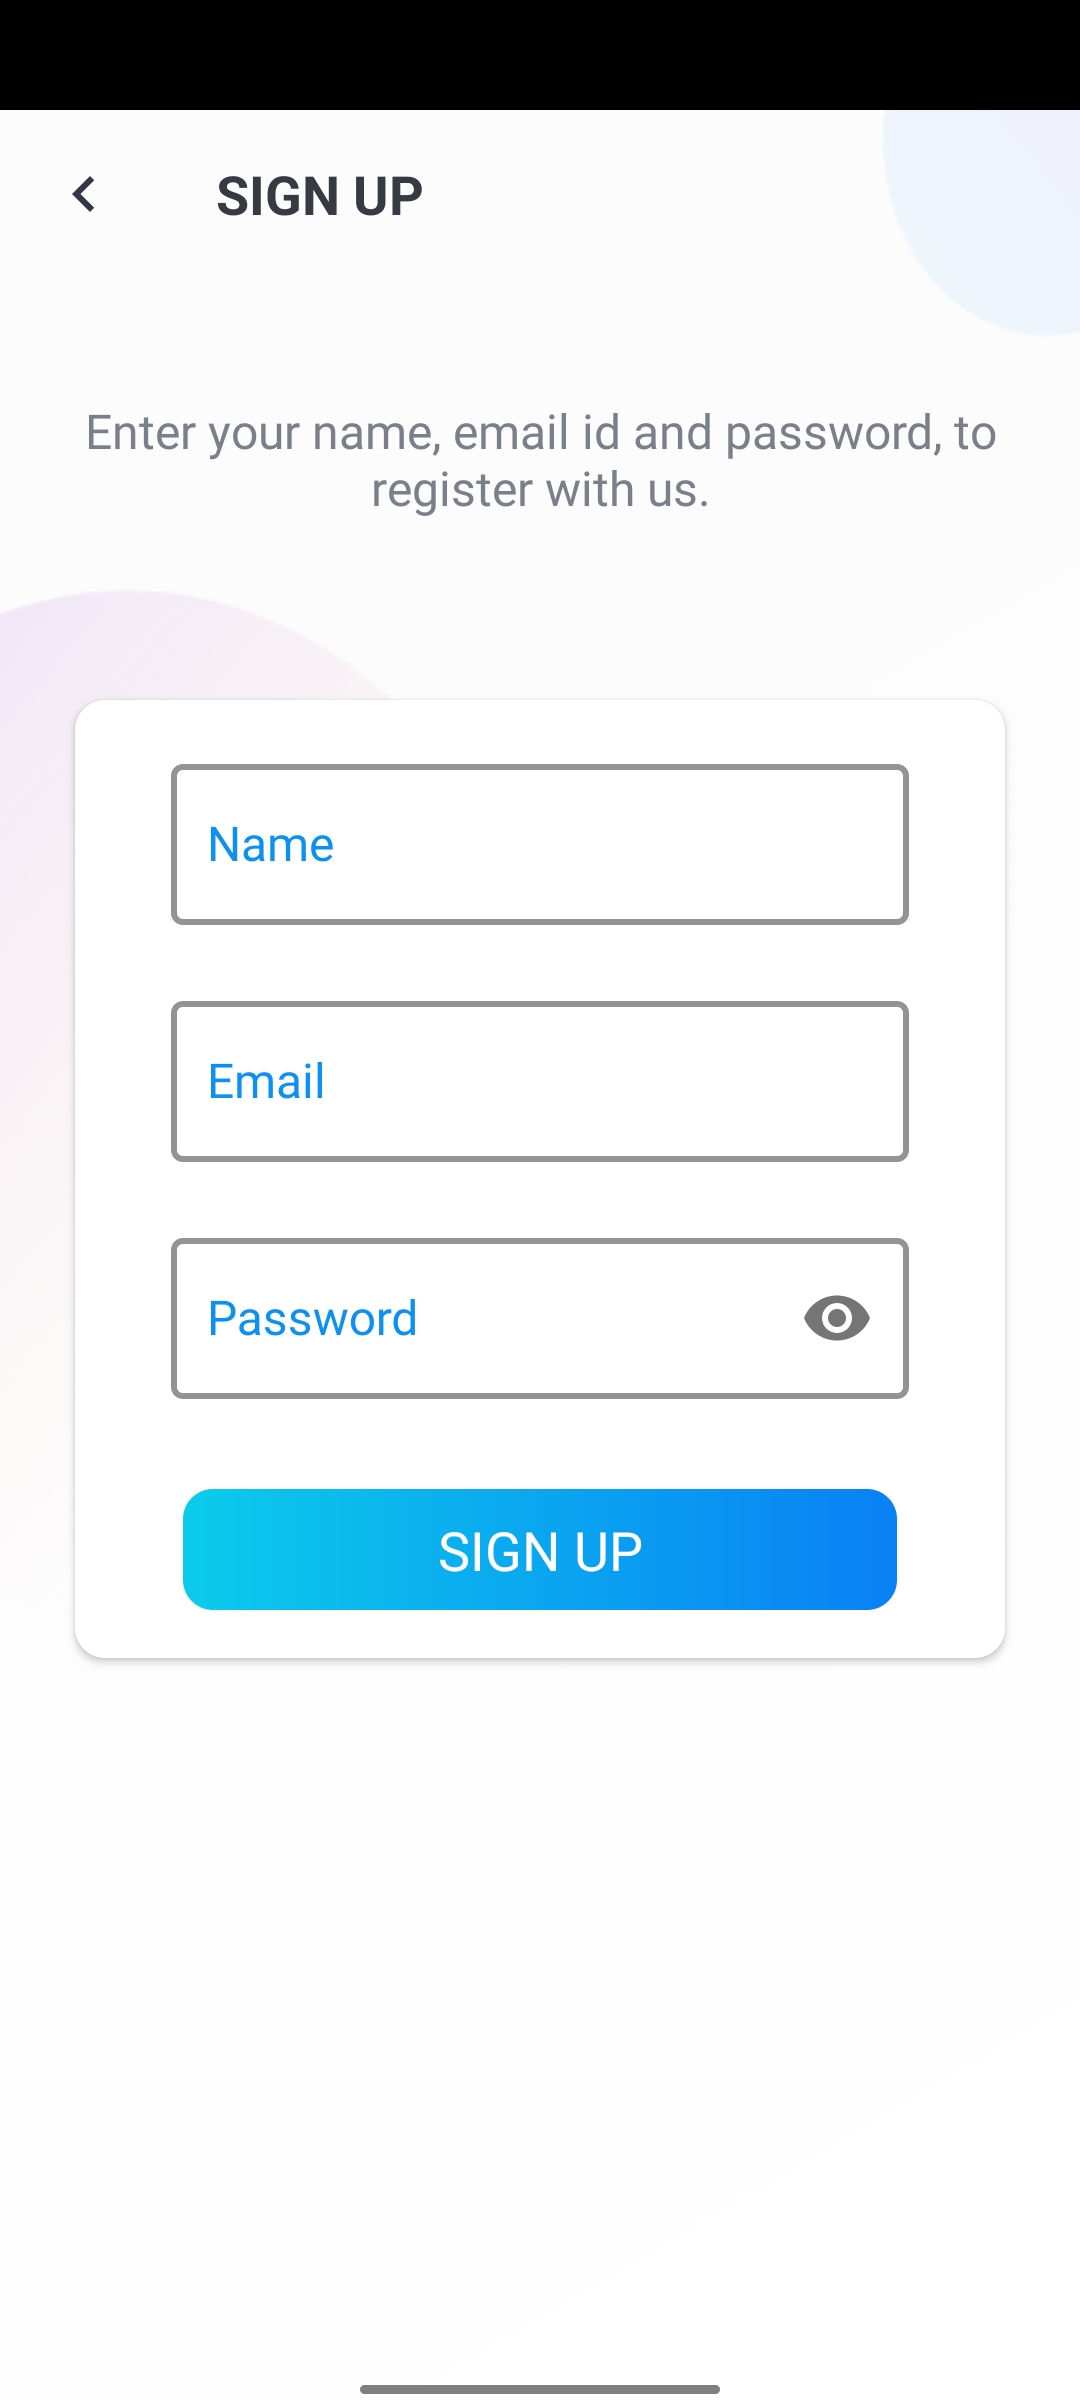 SIGN UP
Enter your name, email id and password, to
register with us.
Name
Email
Password
SIGN UP